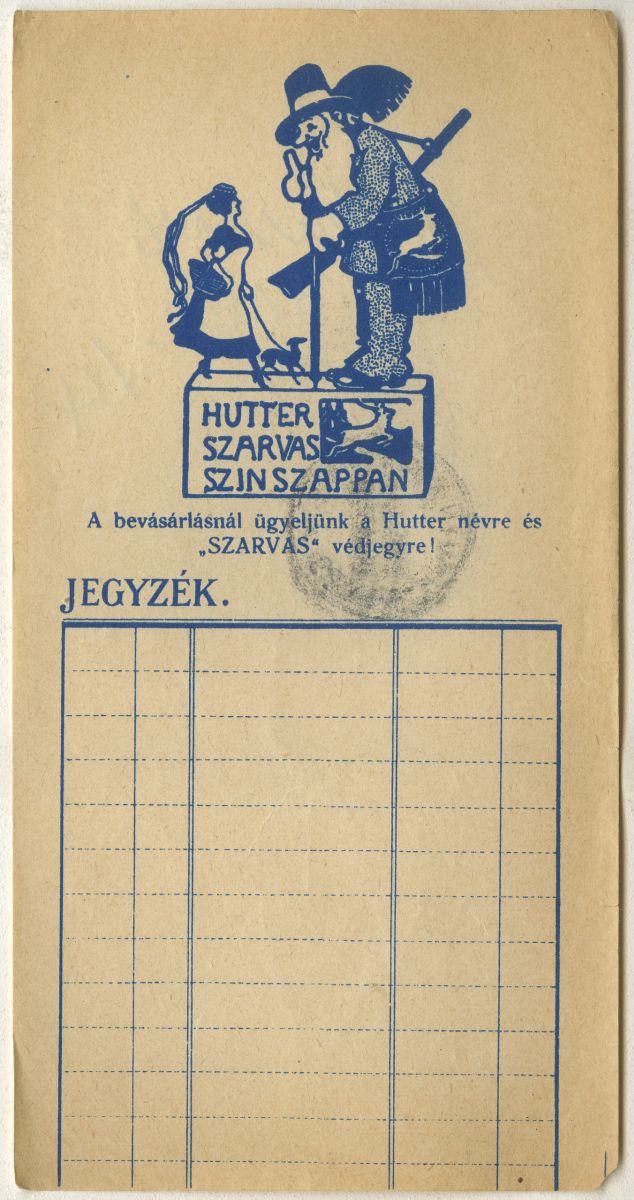 HUTTER
SZARVAS
SZINSZAPPAN
A bevásárlásnál ügyeljünk a Hutter névre és
„SZARVAS“ védjegyre!
JEGYZÉK.